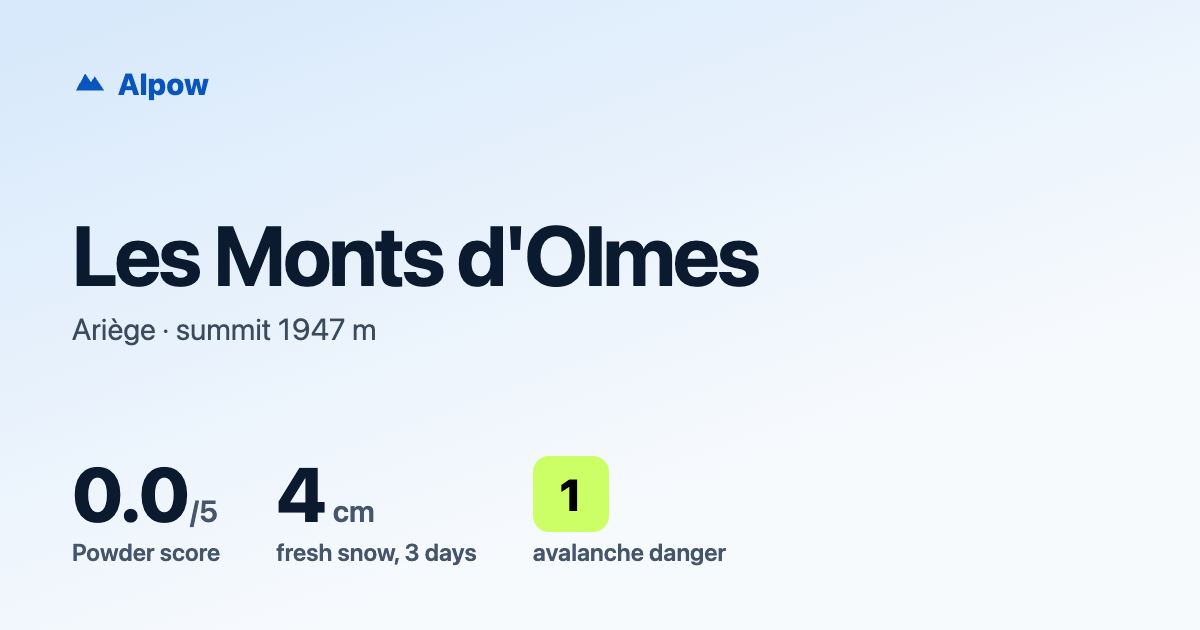 Alpow
Les Monts d'Olmes
Ariège · summit 1947 m
0.0/5
Powder score
4 cm
fresh snow, 3 days
1
avalanche danger